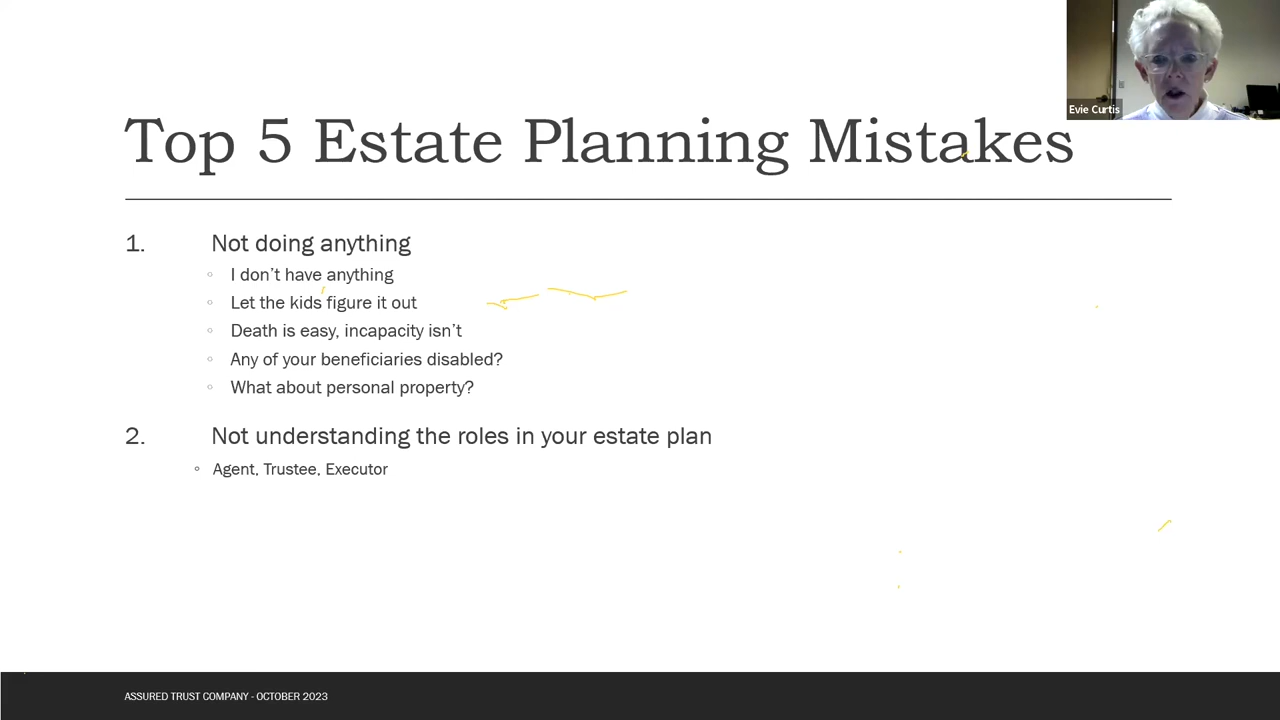 Evie Curtis
Top 5 Estate Planning Mistakes
1. Not doing anything
◦ I don't have anything
◦ Let the kids figure it out
◦ Death is easy, incapacity isn't
◦ Any of your beneficiaries disabled?
◦ What about personal property?
2. Not understanding the roles in your estate plan
◦ Agent, Trustee, Executor
ASSURED TRUST COMPANY - OCTOBER 2023